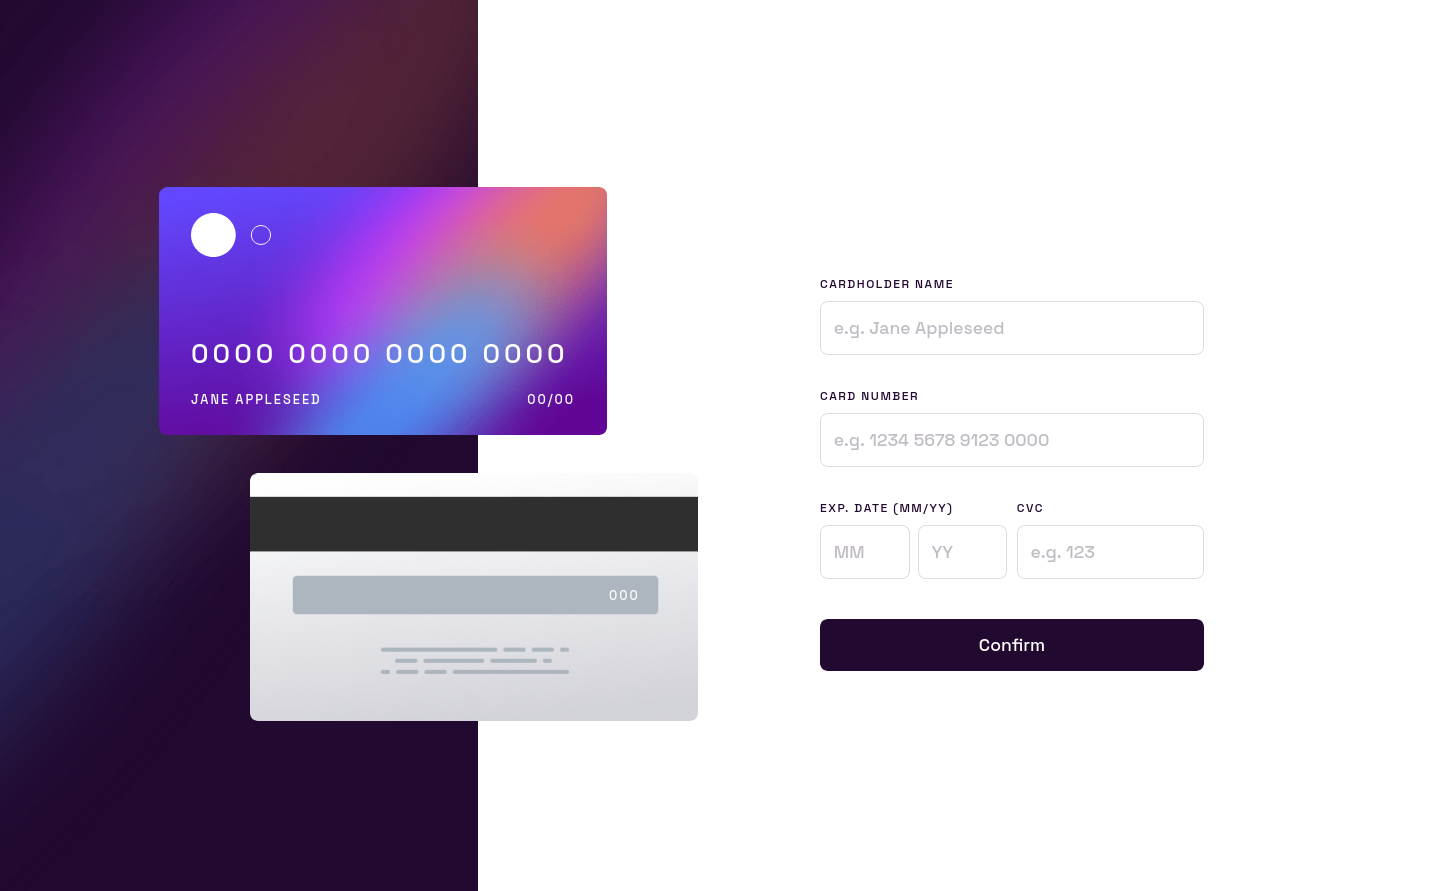 0000 0000 0000 0000
JANE APPLESEED 00/00
000
CARDHOLDER NAME
e.g. Jane Appleseed
CARD NUMBER
e.g. 1234 5678 9123 0000
EXP. DATE (MM/YY) CVC
MM YY e.g. 123
Confirm